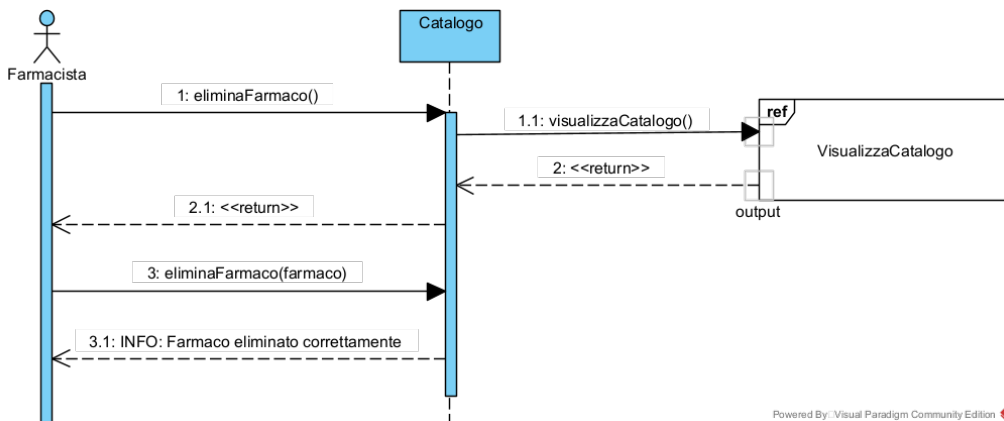 Catalogo
Farmacista
1: eliminaFarmaco()
1.1: visualizzaCatalogo()
ref
VisualizzaCatalogo
2: <<return>>
output
2.1: <<return>>
3: eliminaFarmaco(farmaco)
3.1: INFO: Farmaco eliminato correttamente
Powered By Visual Paradigm Community Edition